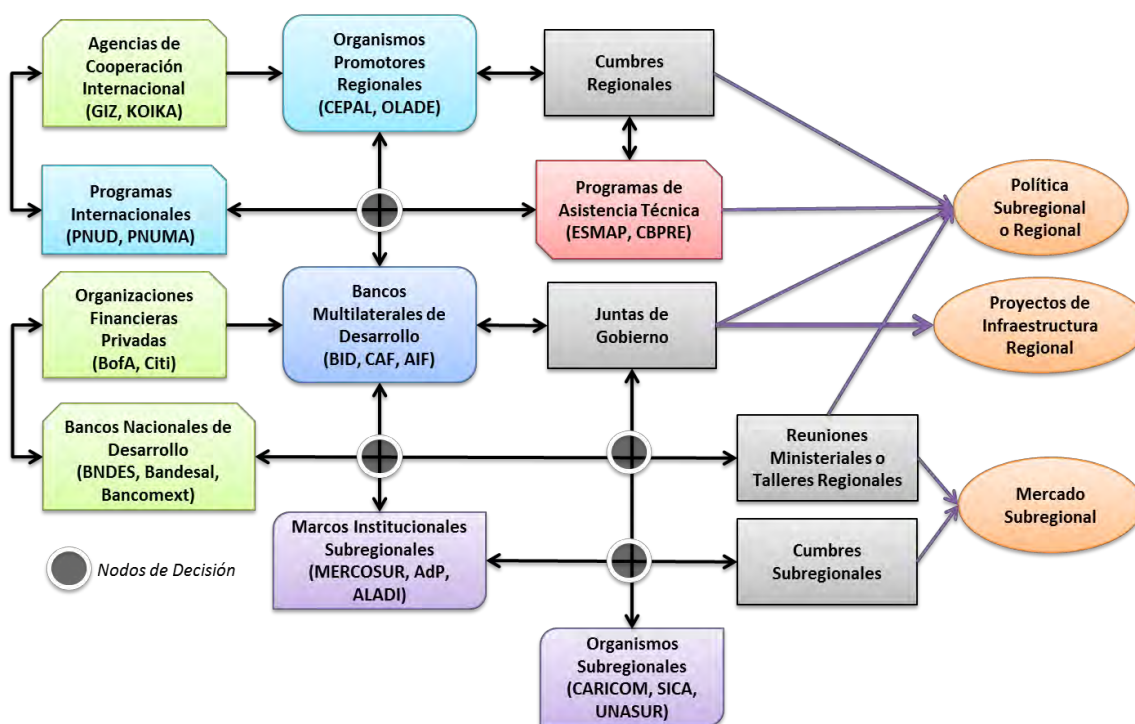 Agencias de
Cooperación
Internacional
(GIZ, KOIKA)
Organismos
Promotores
Regionales
(CEPAL, OLADE)
Cumbres
Regionales
Programas
Internacionales
(PNUD, PNUMA)
Programas de
Asistencia Técnica
(ESMAP, CBPRE)
Política
Subregional
o Regional
Organizaciones
Financieras
Privadas
(BofA, Citi)
Bancos
Multilaterales de
Desarrollo
(BID, CAF, AIF)
Juntas de
Gobierno
Proyectos de
Infraestructura
Regional
Bancos Nacionales de
Desarrollo
(BNDES, Bandesal,
Bancomext)
Reuniones
Ministeriales o
Talleres Regionales
Mercado
Subregional
Marcos Institucionales
Subregionales
(MERCOSUR, AdP,
ALADI)
Cumbres
Subregionales
Nodos de Decisión
Organismos
Subregionales
(CARICOM, SICA,
UNASUR)